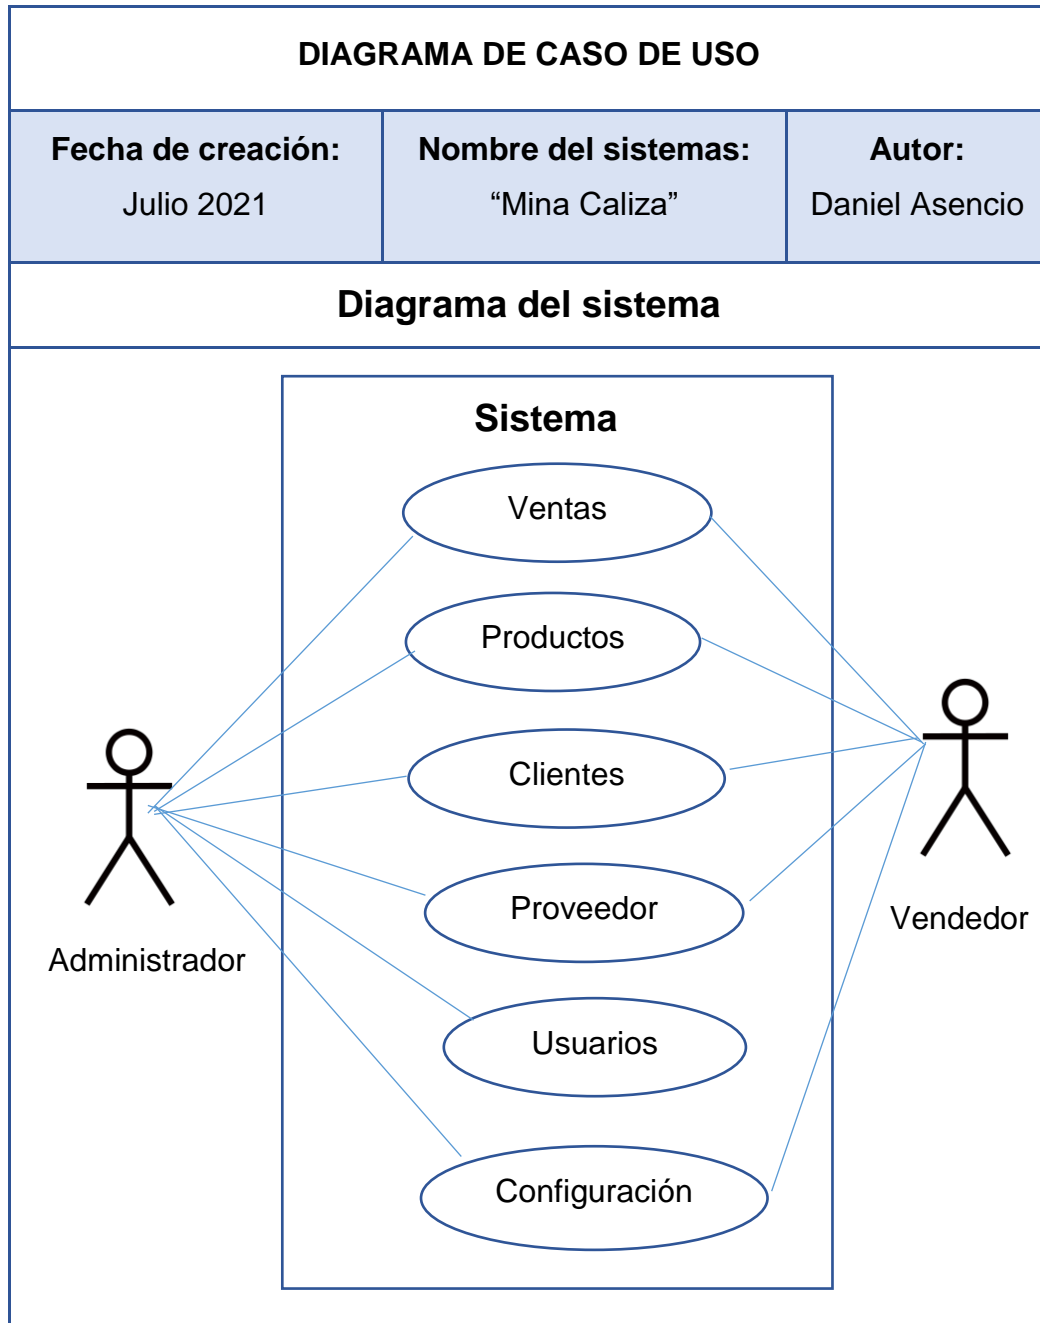 DIAGRAMA DE CASO DE USO
Fecha de creación:
Julio 2021
Nombre del sistemas:
“Mina Caliza”
Autor:
Daniel Asencio
Diagrama del sistema
Sistema
Ventas
Productos
Clientes
Proveedor
Usuarios
Configuración
Administrador
Vendedor